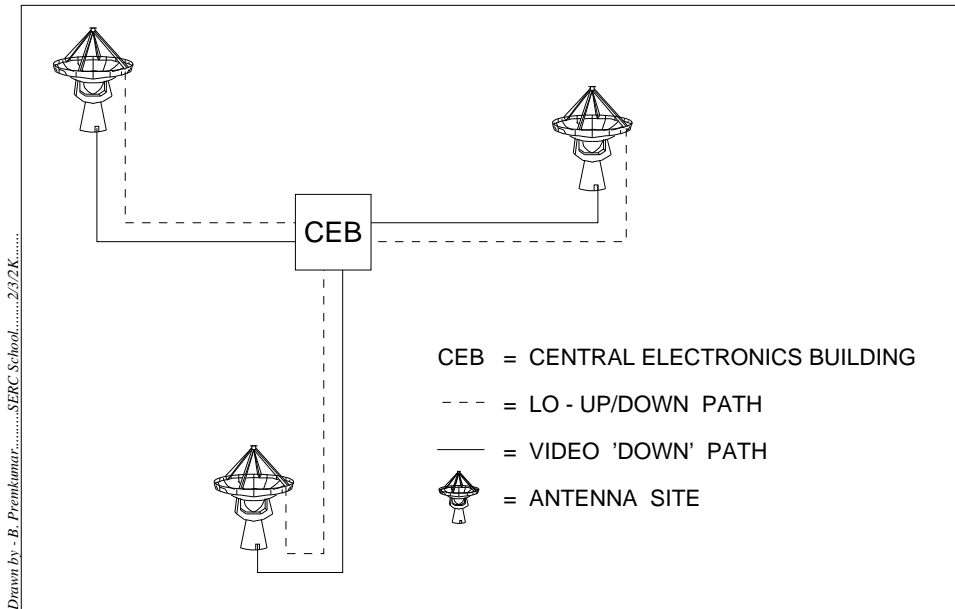 CEB
CEB = CENTRAL ELECTRONICS BUILDING
= LO - UP/DOWN PATH
= VIDEO 'DOWN' PATH
= ANTENNA SITE
Drawn by - B. Premkumar..........SERC School........2/3/2K.......